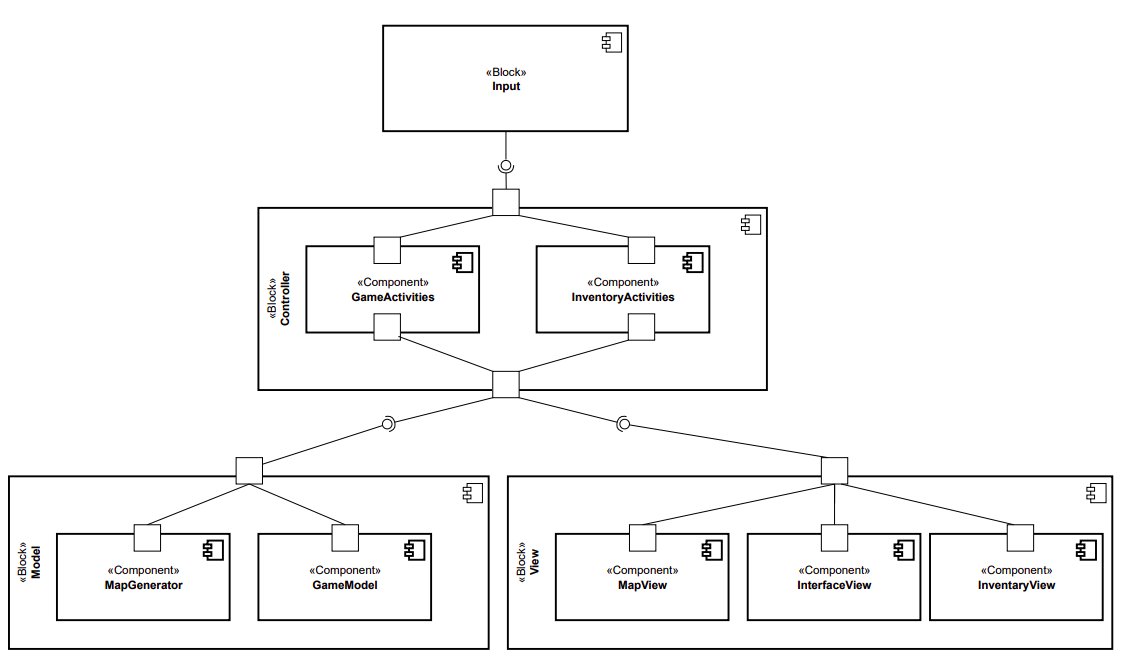 «Block»
Input
«Block»
Controller
«Component»
GameActivities
«Component»
InventoryActivities
«Block»
Model
«Component»
MapGenerator
«Component»
GameModel
«Block»
View
«Component»
MapView
«Component»
InterfaceView
«Component»
InventaryView